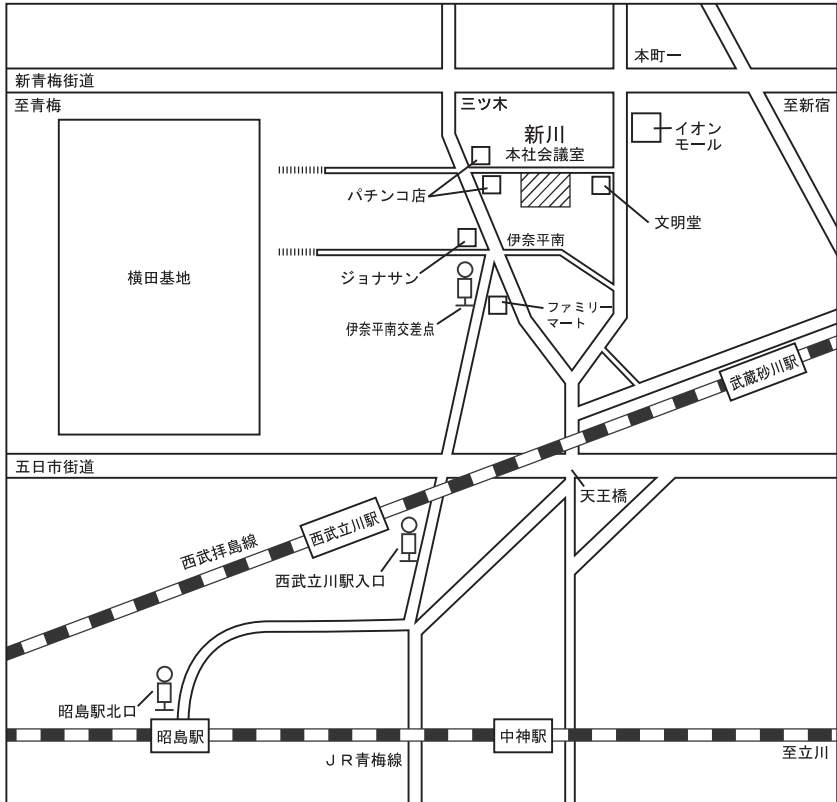 本町一
新青梅街道
至青梅
三ツ木
至新宿
新川
本社会議室
イオン
モール
パチンコ店
文明堂
伊奈平南
横田基地
ジョナサン
ファミリー
マート
伊奈平南交差点
武蔵砂川駅
五日市街道
天王橋
西武立川駅
西武拝島線
西武立川駅入口
昭島駅北口
昭島駅
中神駅
JR青梅線
至立川